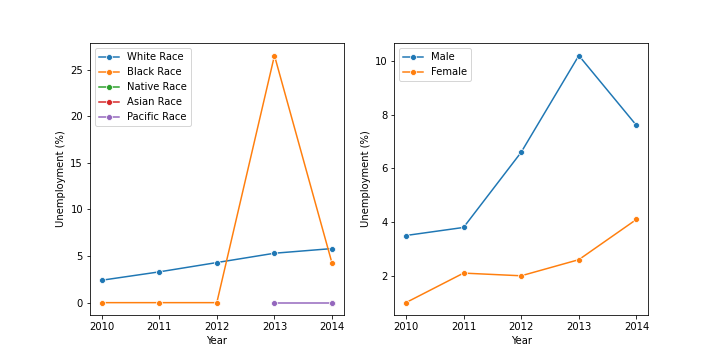 White Race
Black Race
Native Race
Asian Race
Pacific Race
Unemployment (%)
25
20
15
10
5
0
2010 2011 2012 2013 2014
Year
Male
Female
Unemployment (%)
10
8
6
4
2
2010 2011 2012 2013 2014
Year